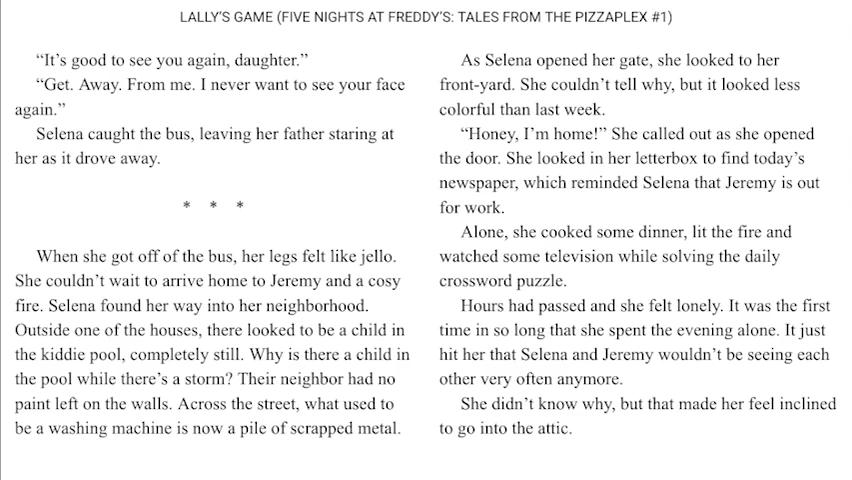 LALLY’S GAME (FIVE NIGHTS AT FREDDY’S: TALES FROM THE PIZZAPLEX #1)
“It’s good to see you again, daughter.”
“Get. Away. From me. I never want to see your face
again.”
Selena caught the bus, leaving her father staring at
her as it drove away.
* * *
When she got off of the bus, her legs felt like jello.
She couldn’t wait to arrive home to Jeremy and a cosy
fire. Selena found her way into her neighborhood.
Outside one of the houses, there looked to be a child in
the kiddie pool, completely still. Why is there a child in
the pool while there’s a storm? Their neighbor had no
paint left on the walls. Across the street, what used to
be a washing machine is now a pile of scrapped metal.
As Selena opened her gate, she looked to her
front-yard. She couldn’t tell why, but it looked less
colorful than last week.
“Honey, I’m home!” She called out as she opened
the door. She looked in her letterbox to find today’s
newspaper, which reminded Selena that Jeremy is out
for work.
Alone, she cooked some dinner, lit the fire and
watched some television while solving the daily
crossword puzzle.
Hours had passed and she felt lonely. It was the first
time in so long that she spent the evening alone. It just
hit her that Selena and Jeremy wouldn’t be seeing each
other very often anymore.
She didn’t know why, but that made her feel inclined
to go into the attic.